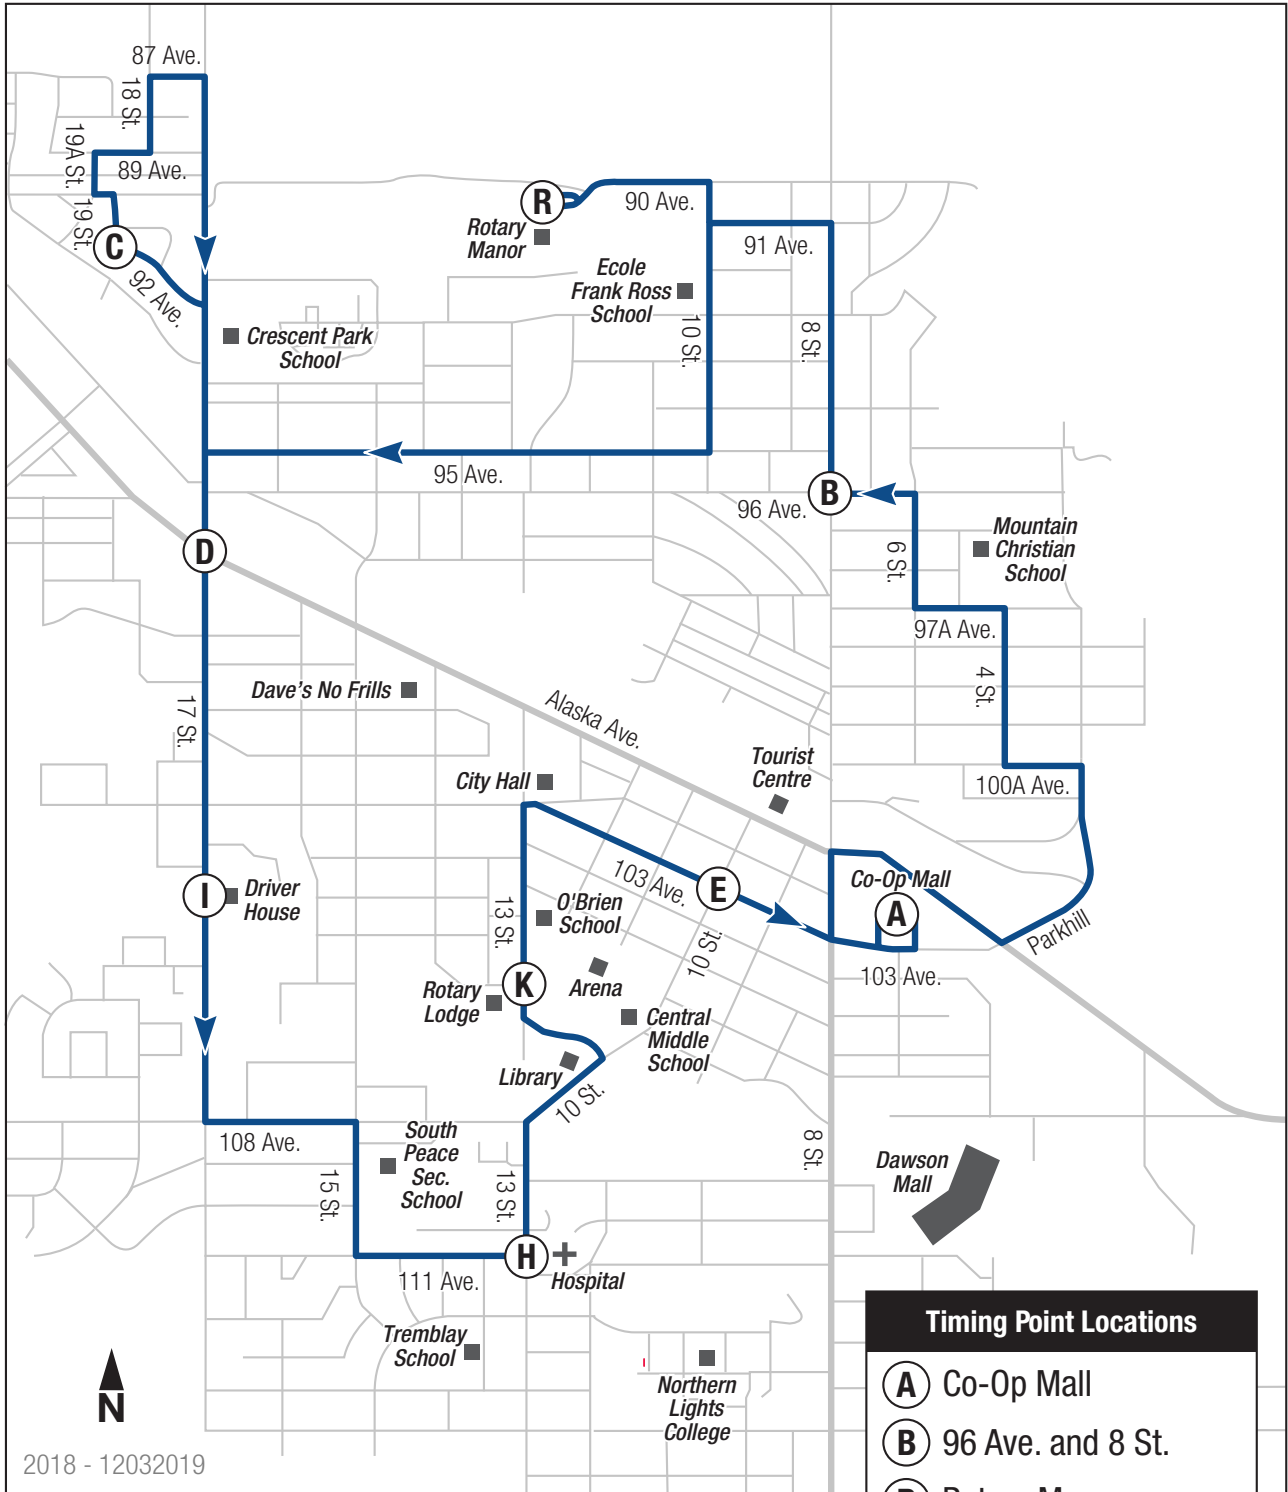 87 Ave.
18 St.
19A St.
89 Ave.
19 St.
C
92 Ave.
R
90 Ave.
Rotary
Manor
91 Ave.
Ecole
Frank Ross
School
10 St.
8 St.
Crescent Park
School
95 Ave.
B
96 Ave.
Mountain
Christian
School
6 St.
D
97A Ave.
4 St.
Dave's No Frills
17 St.
Alaska Ave.
Tourist
Centre
City Hall
100A Ave.
103 Ave.
E
Co-Op Mall
A
I
Driver
House
13 St.
O'Brien
School
10 St.
Parkhill
103 Ave.
K
Arena
Rotary
Lodge
Central
Middle
School
Library
10 St.
108 Ave.
South
Peace
Sec.
School
8 St.
Dawson
Mall
15 St.
13 St.
H
Hospital
111 Ave.
Tremblay
School
Northern
Lights
College
N
2018 - 12032019
Timing Point Locations
A Co-Op Mall
B 96 Ave. and 8 St.